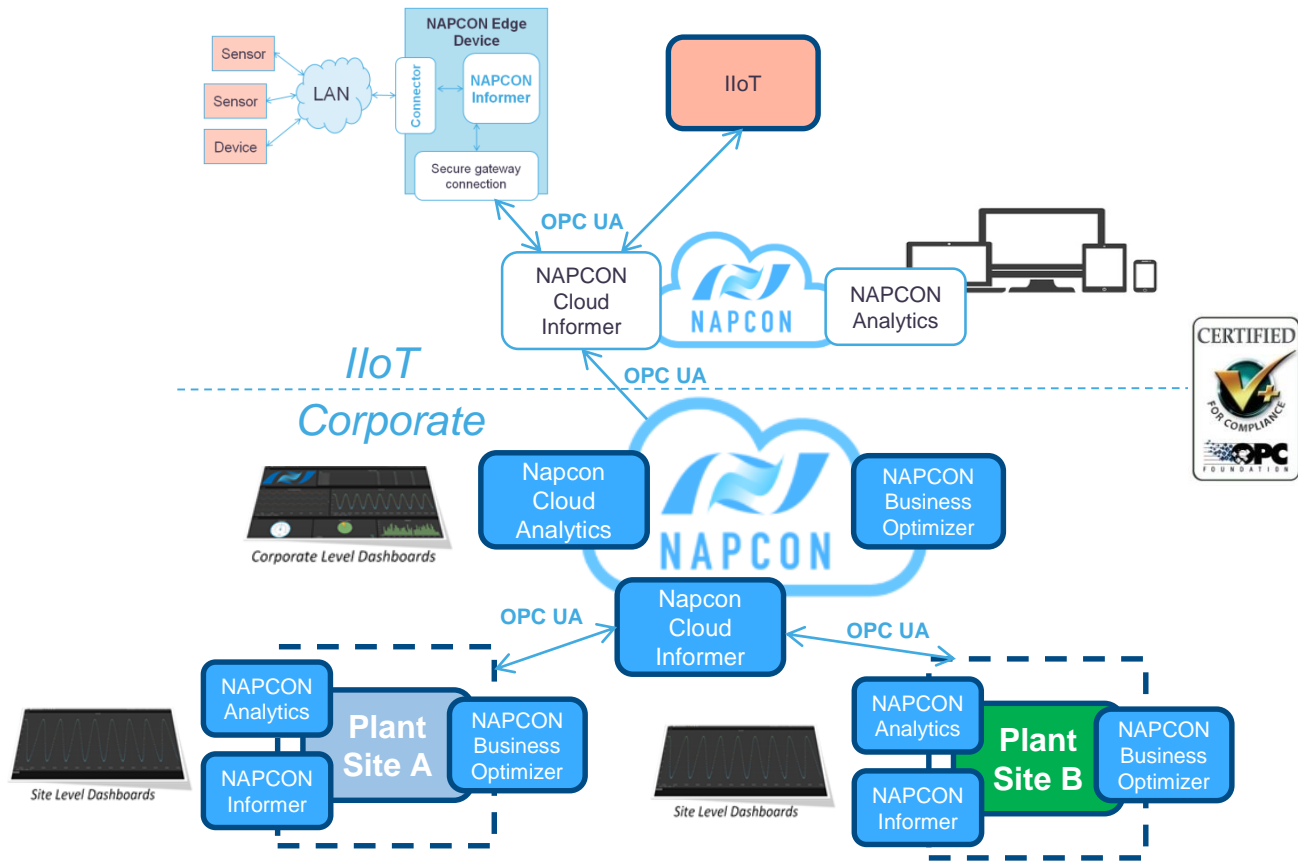 NAPCON Edge
Device
Sensor
Sensor
Device
LAN
Connector
NAPCON
Informer
Secure gateway
connection
IIoT
OPC UA
NAPCON
Cloud
Informer
NAPCON
NAPCON
Analytics
IIoT
OPC UA
Corporate
CERTIFIED
V+
FOR COMPLIANCE
OPC
FOUNDATION
Napcon
Cloud
Analytics
NAPCON
NAPCON
Business
Optimizer
Corporate Level Dashboards
Napcon
Cloud
Informer
OPC UA
OPC UA
NAPCON
Analytics
Plant
Site A
NAPCON
Informer
NAPCON
Business
Optimizer
Site Level Dashboards
NAPCON
Analytics
Plant
Site B
NAPCON
Informer
NAPCON
Business
Optimizer
Site Level Dashboards